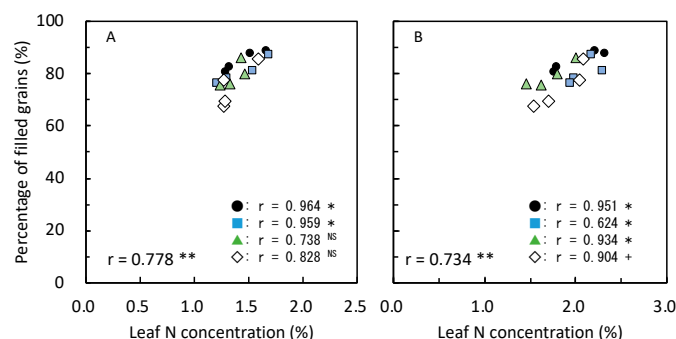 Percentage of filled grains (%)
100
80
60
40
20
0
A
●: r = 0.964 *
■: r = 0.959 *
▲: r = 0.738 NS
◇: r = 0.828 NS
r = 0.778 **
0.0 0.5 1.0 1.5 2.0 2.5
Leaf N concentration (%)
B
●: r = 0.951 *
■: r = 0.624 *
▲: r = 0.934 *
◇: r = 0.904 +
r = 0.734 **
0.0 1.0 2.0 3.0
Leaf N concentration (%)